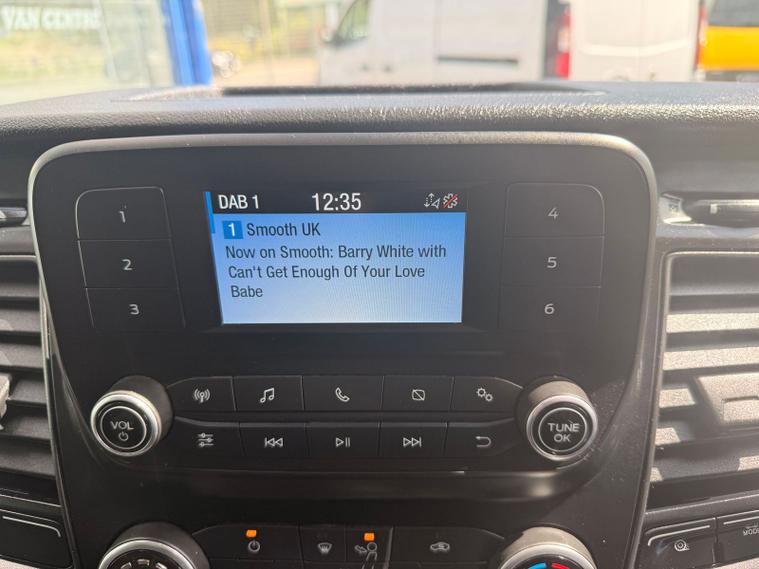 VAN CENTRE
DAB 1 12:35
1 Smooth UK
Now on Smooth: Barry White with
Can't Get Enough Of Your Love
Babe
1
2
3
4
5
6
VOL
TUNE
OK
MODE